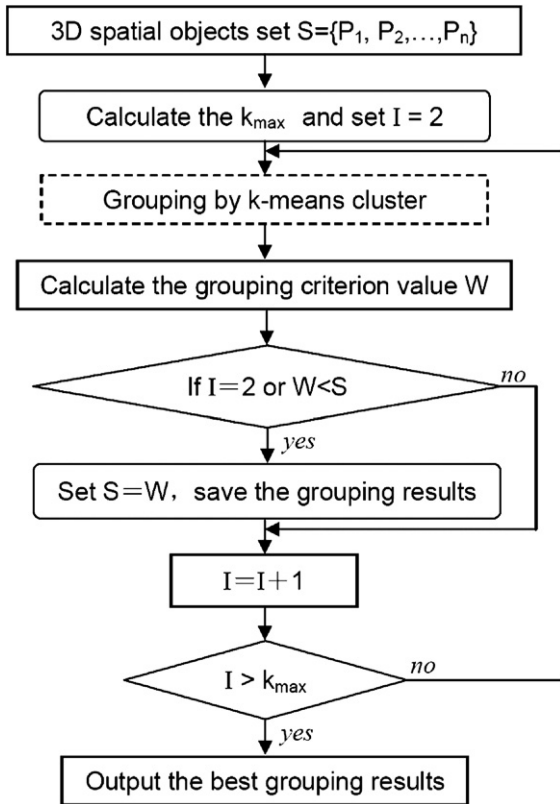 3D spatial objects set S={P₁, P₂,…,Pₙ}
Calculate the kmax and set I = 2
Grouping by k-means cluster
Calculate the grouping criterion value W
If I=2 or W<S
no
yes
Set S=W, save the grouping results
I=I+1
I > kmax
no
yes
Output the best grouping results